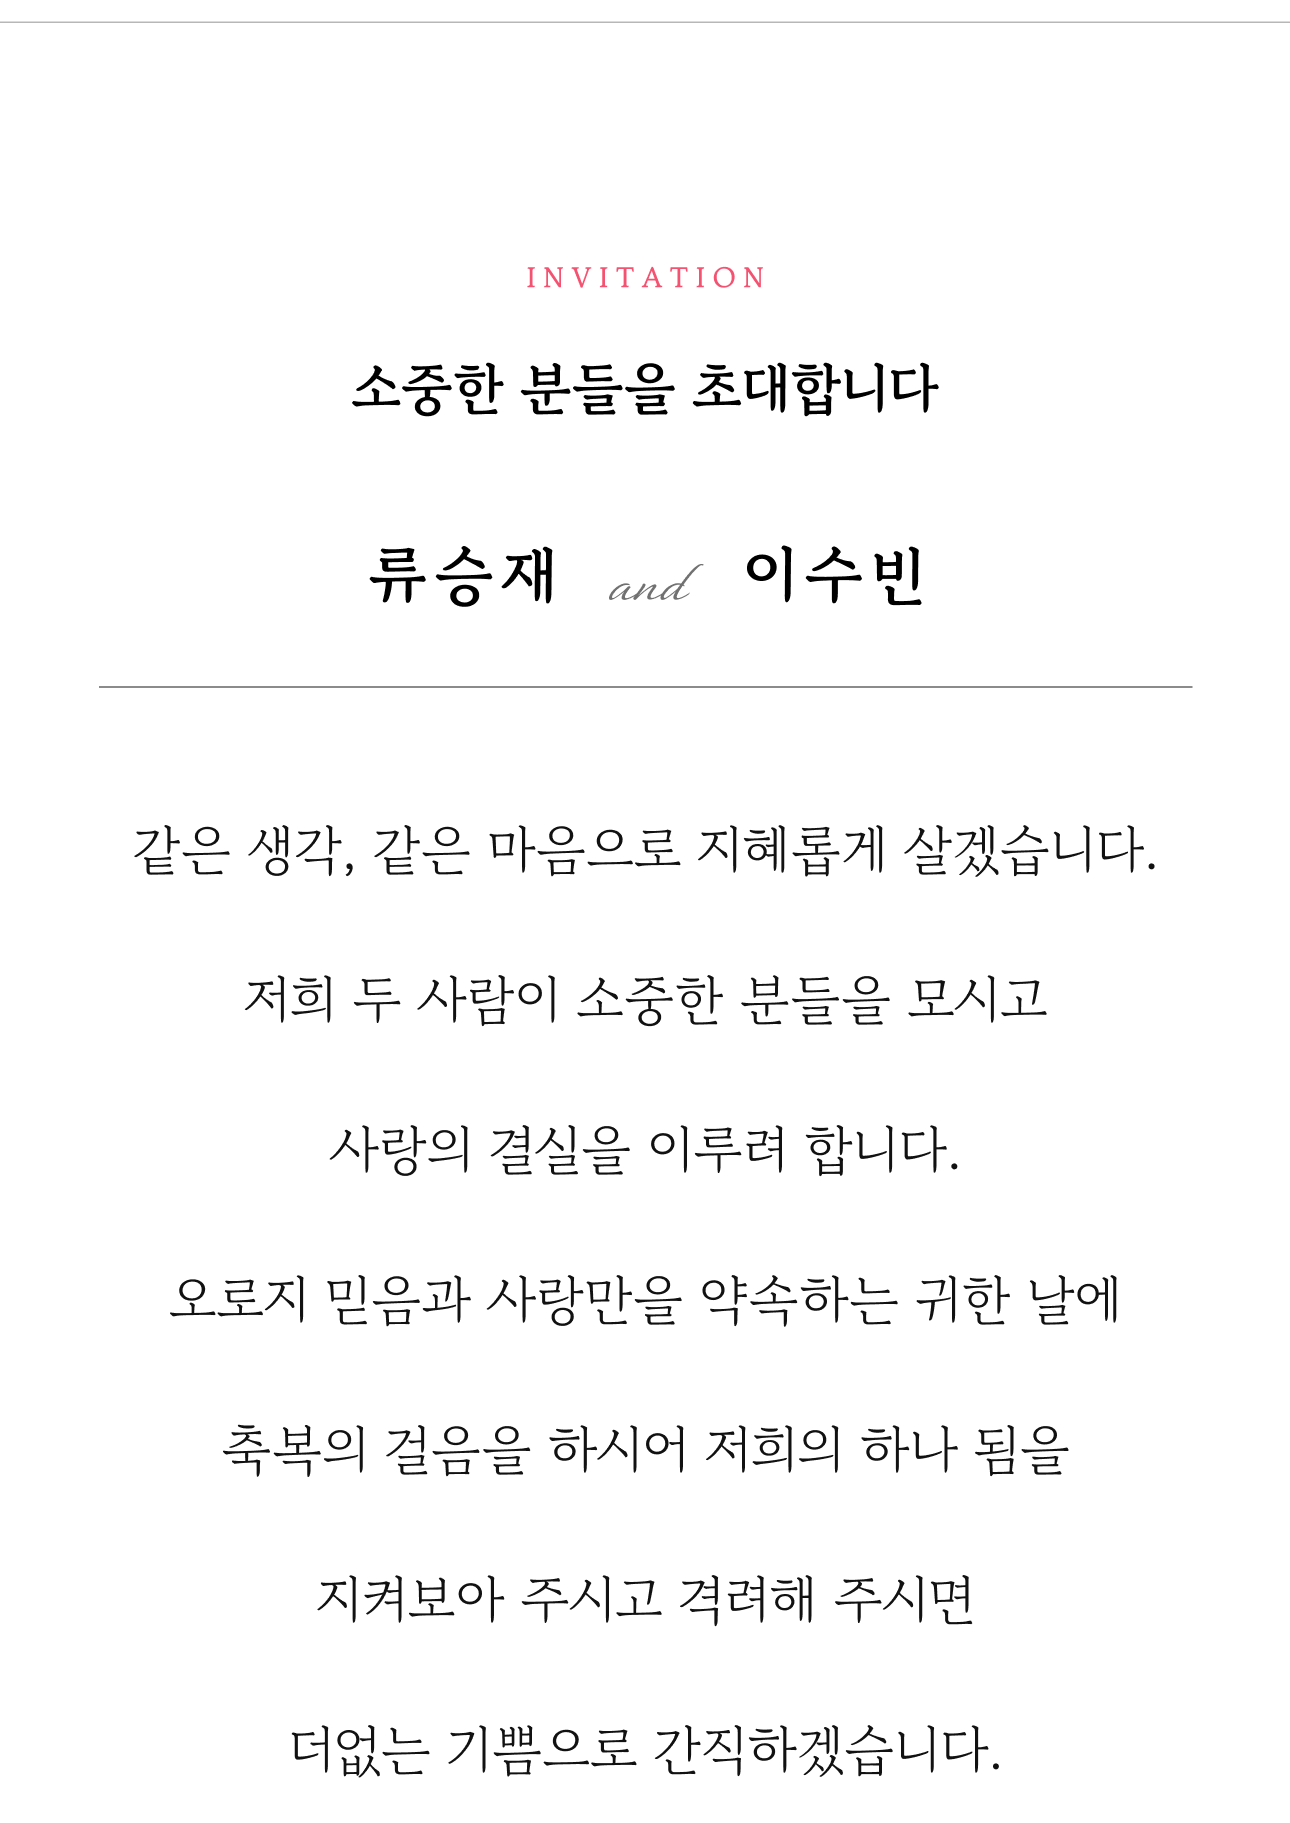 INVITATION
소중한 분들을 초대합니다
류승재 and 이수빈
같은 생각, 같은 마음으로 지혜롭게 살겠습니다.
저희 두 사람이 소중한 분들을 모시고
사랑의 결실을 이루려 합니다.
오로지 믿음과 사랑만을 약속하는 귀한 날에
축복의 걸음을 하시어 저희의 하나 됨을
지켜보아 주시고 격려해 주시면
더없는 기쁨으로 간직하겠습니다.